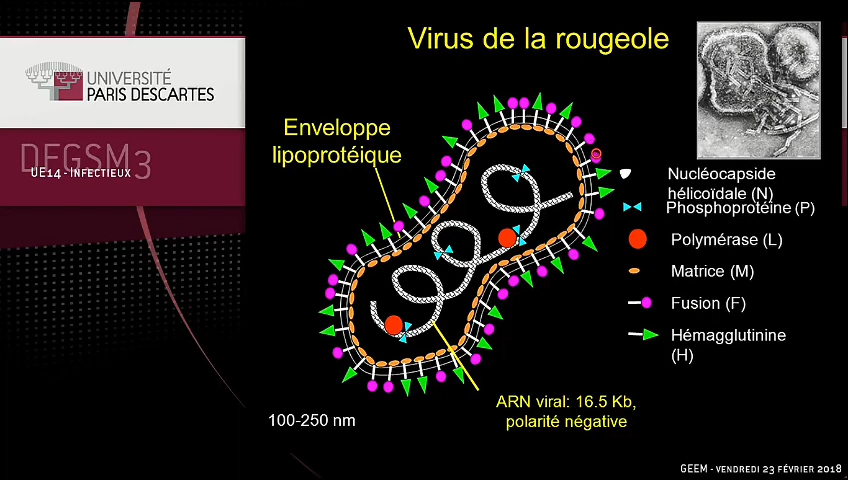 Virus de la rougeole
UNIVERSITÉ
PARIS DESCARTES
DFGSM3
UE14 - INFECTIEUX
Enveloppe
lipoprotéique
Nucléocapside
hélicoïdale (N)
Phosphoprotéine (P)
Polymérase (L)
Matrice (M)
Fusion (F)
Hémagglutinine
(H)
ARN viral: 16.5 Kb,
polarité négative
100-250 nm
GEEM - VENDREDI 23 FÉVRIER 2018